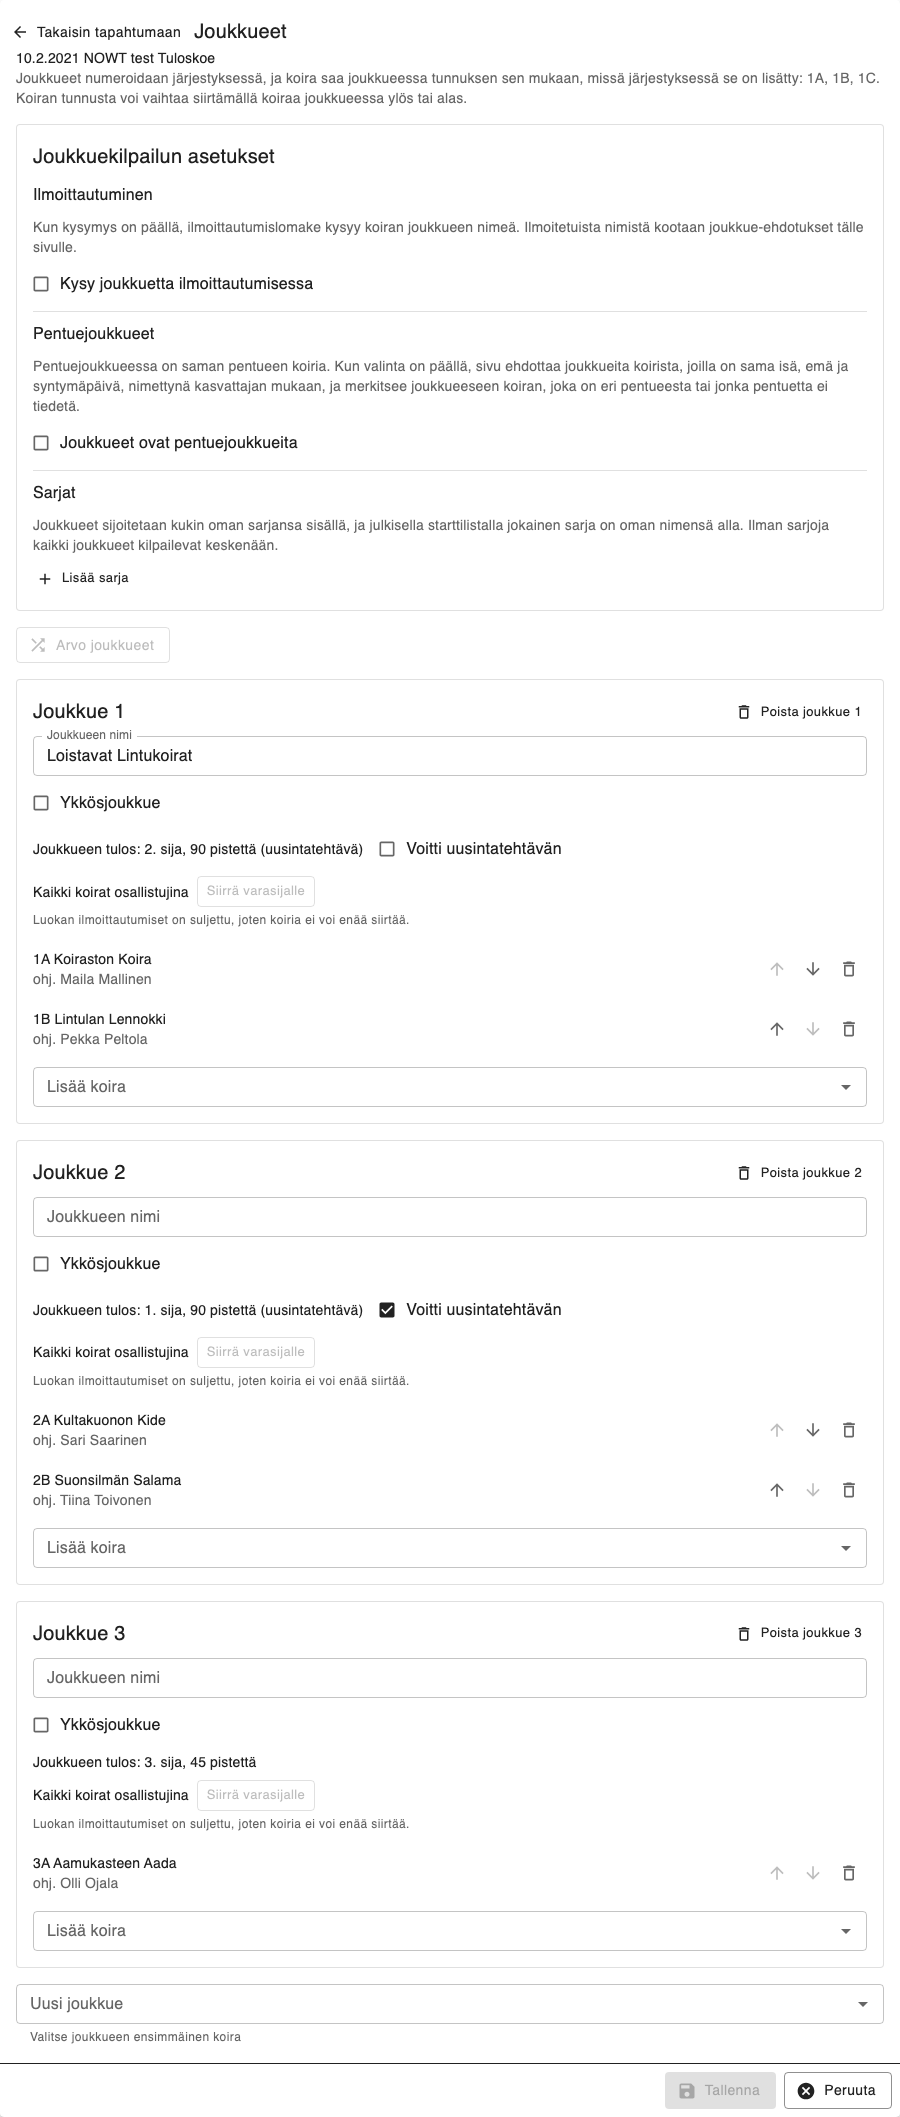 Takaisin tapahtumaan Joukkueet
10.2.2021 NOWT test Tuloskoe
Joukkueet numeroidaan järjestyksessä, ja koira saa joukkueessa tunnuksen sen mukaan, missä järjestyksessä se on lisätty: 1A, 1B, 1C.
Koiran tunnusta voi vaihtaa siirtämällä koiraa joukkueessa ylös tai alas.
Joukkuekilpailun asetukset
Ilmoittautuminen
Kun kysymys on päällä, ilmoittautumislomake kysyy koiran joukkueen nimeä. Ilmoitetuista nimistä kootaan joukkue-ehdotukset tälle
sivulle.
Kysy joukkuetta ilmoittautumisessa
Pentuejoukkueet
Pentuejoukkueessa on saman pentueen koiria. Kun valinta on päällä, sivu ehdottaa joukkueita koirista, joilla on sama isä, emä ja
syntymäpäivä, nimettynä kasvattajan mukaan, ja merkitsee joukkueeseen koiran, joka on eri pentueesta tai jonka pentuetta ei
tiedetä.
Joukkueet ovat pentuejoukkueita
Sarjat
Joukkueet sijoitetaan kukin oman sarjansa sisällä, ja julkisella starttilistalla jokainen sarja on oman nimensä alla. Ilman sarjoja
kaikki joukkueet kilpailevat keskenään.
Lisää sarja
Arvo joukkueet
Joukkue 1 Poista joukkue 1
Joukkueen nimi
Loistavat Lintukoirat
Ykkösjoukkue
Joukkueen tulos: 2. sija, 90 pistettä (uusintatehtävä) Voitti uusintatehtävän
Kaikki koirat osallistujina Siirrä varasijalle
Luokan ilmoittautumiset on suljettu, joten koiria ei voi enää siirtää.
1A Koiraston Koira
ohj. Maila Mallinen
1B Lintulan Lennokki
ohj. Pekka Peltola
Lisää koira
Joukkue 2 Poista joukkue 2
Joukkueen nimi
Ykkösjoukkue
Joukkueen tulos: 1. sija, 90 pistettä (uusintatehtävä) Voitti uusintatehtävän
Kaikki koirat osallistujina Siirrä varasijalle
Luokan ilmoittautumiset on suljettu, joten koiria ei voi enää siirtää.
2A Kultakuonon Kide
ohj. Sari Saarinen
2B Suonsilmän Salama
ohj. Tiina Toivonen
Lisää koira
Joukkue 3 Poista joukkue 3
Joukkueen nimi
Ykkösjoukkue
Joukkueen tulos: 3. sija, 45 pistettä
Kaikki koirat osallistujina Siirrä varasijalle
Luokan ilmoittautumiset on suljettu, joten koiria ei voi enää siirtää.
3A Aamukasteen Aada
ohj. Olli Ojala
Lisää koira
Uusi joukkue
Valitse joukkueen ensimmäinen koira
Tallenna Peruuta